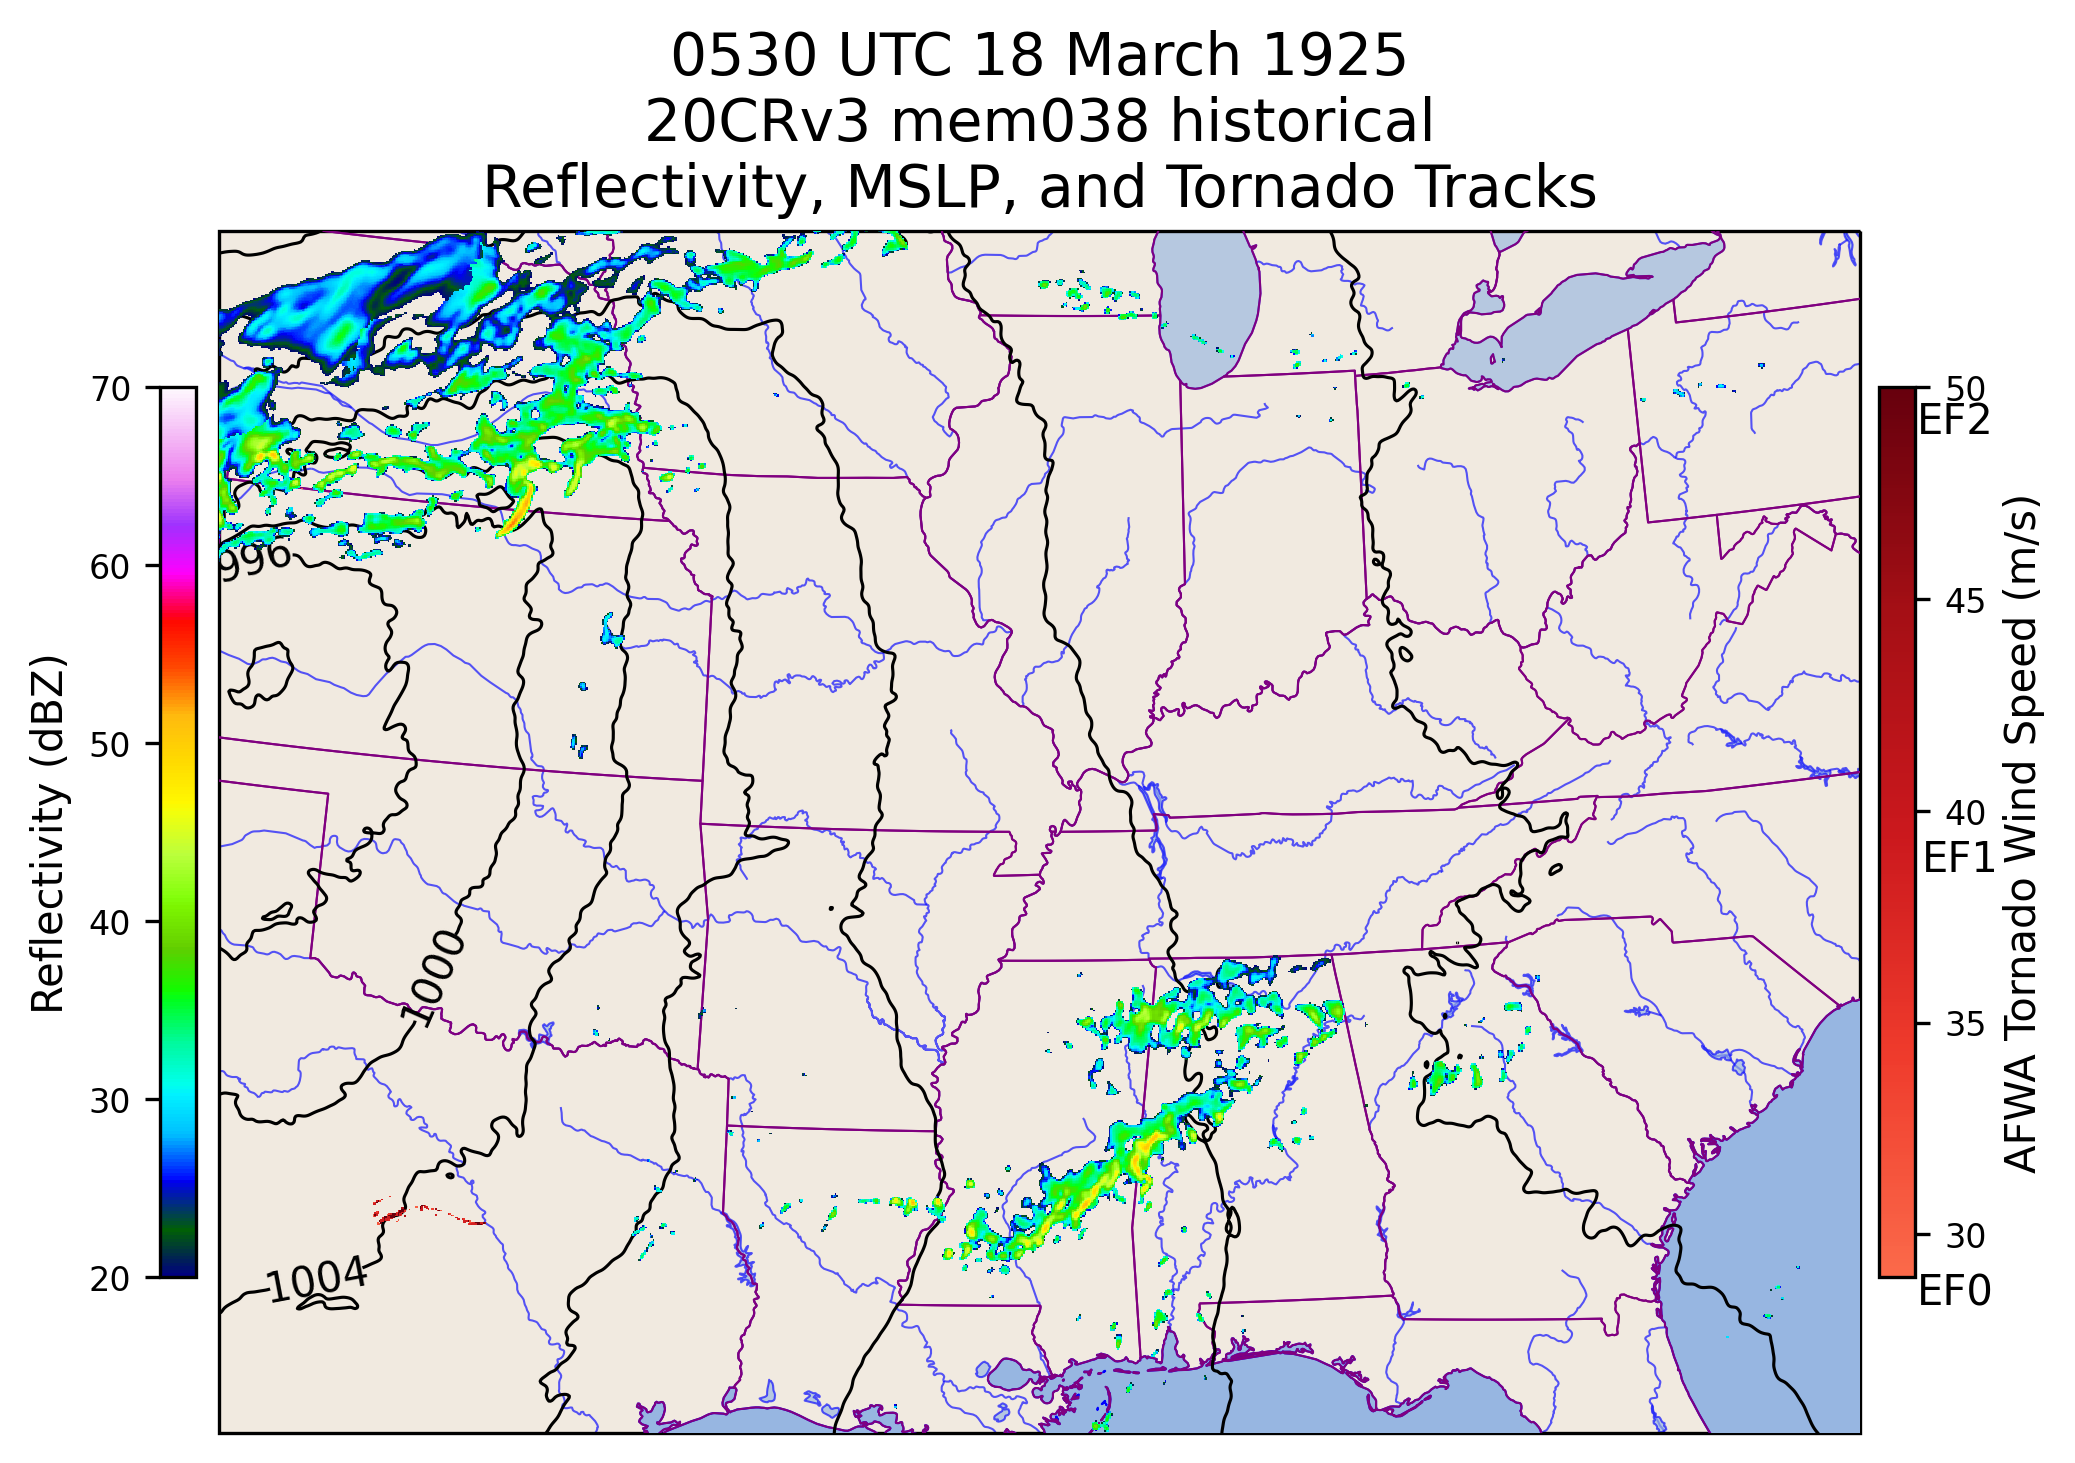 0530 UTC 18 March 1925
20CRv3 mem038 historical
Reflectivity, MSLP, and Tornado Tracks
Reflectivity (dBZ)
70
60
50
40
30
20
996
1000
1004
50
EF2
45
40
EF1
35
30
EF0
AFWA Tornado Wind Speed (m/s)